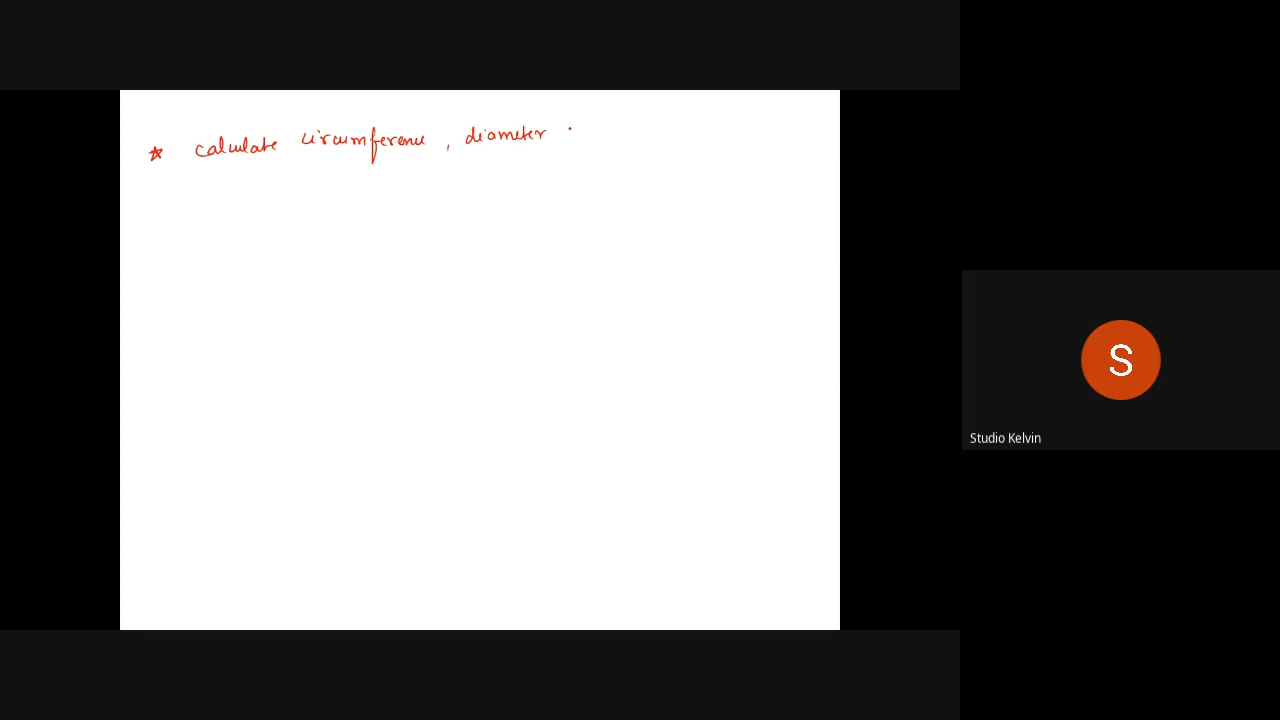 ☆ calculate circumference , diameter .
S
Studio Kelvin